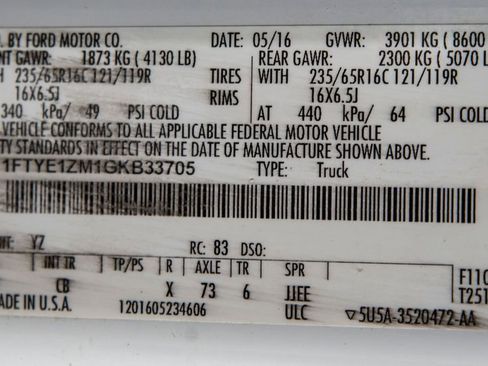 . BY FORD MOTOR CO. DATE: 05/16 GVWR: 3901 KG ( 8600
NT GAWR: 1873 KG ( 4130 LB) REAR GAWR: 2300 KG ( 5070 L
235/65R16C 121/119R TIRES WITH 235/65R16C 121/119R
16X6.5J RIMS 16X6.5J
340 kPa/ 49 PSI COLD AT 440 kPa/ 64 PSI COLD
VEHICLE CONFORMS TO ALL APPLICABLE FEDERAL MOTOR VEHICLE
TY STANDARDS IN EFFECT ON THE DATE OF MANUFACTURE SHOWN ABOVE.
1FTYE1ZM1GKB33705 TYPE: Truck
NT: YZ RC: 83 DSO:
INT TR TP/PS R AXLE TR SPR F110
CB X 73 6 JJEE T251
ADE IN U.S.A. 1201605234606 ULC ▽5U5A-3520472-AA